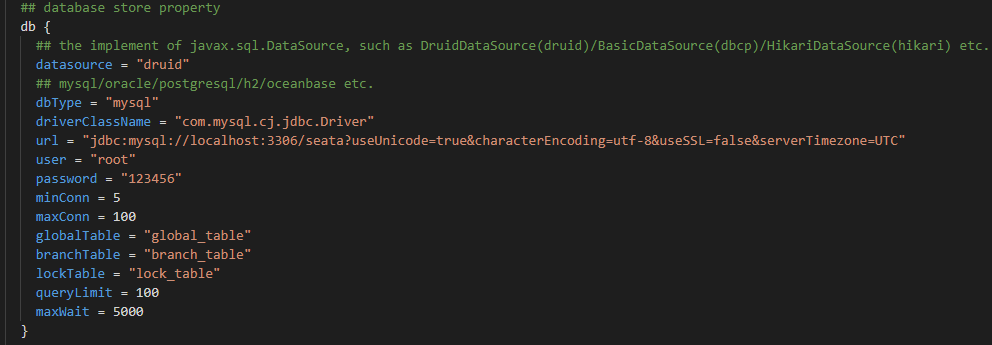 ## database store property
db {
## the implement of javax.sql.DataSource, such as DruidDataSource(druid)/BasicDataSource(dbcp)/HikariDataSource(hikari) etc.
datasource = "druid"
## mysql/oracle/postgresql/h2/oceanbase etc.
dbType = "mysql"
driverClassName = "com.mysql.cj.jdbc.Driver"
url = "jdbc:mysql://localhost:3306/seata?useUnicode=true&characterEncoding=utf-8&useSSL=false&serverTimezone=UTC"
user = "root"
password = "123456"
minConn = 5
maxConn = 100
globalTable = "global_table"
branchTable = "branch_table"
lockTable = "lock_table"
queryLimit = 100
maxWait = 5000
}